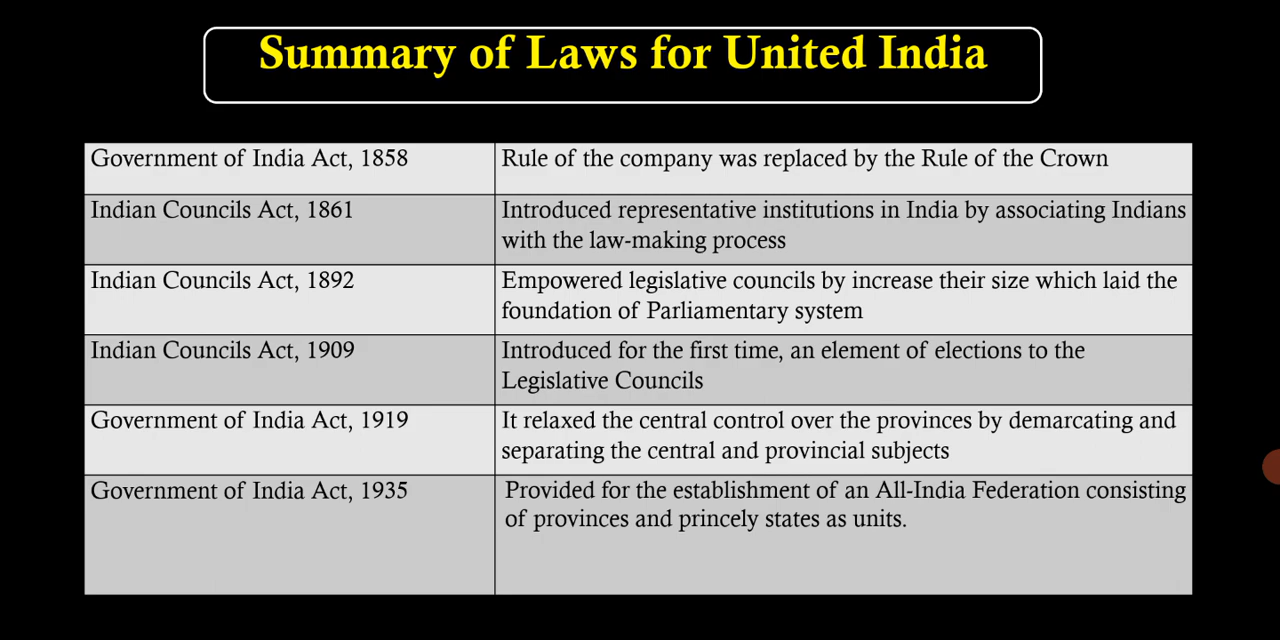 Summary of Laws for United India
Government of India Act, 1858
Rule of the company was replaced by the Rule of the Crown
Indian Councils Act, 1861
Introduced representative institutions in India by associating Indians
with the law-making process
Indian Councils Act, 1892
Empowered legislative councils by increase their size which laid the
foundation of Parliamentary system
Indian Councils Act, 1909
Introduced for the first time, an element of elections to the
Legislative Councils
Government of India Act, 1919
It relaxed the central control over the provinces by demarcating and
separating the central and provincial subjects
Government of India Act, 1935
Provided for the establishment of an All-India Federation consisting
of provinces and princely states as units.